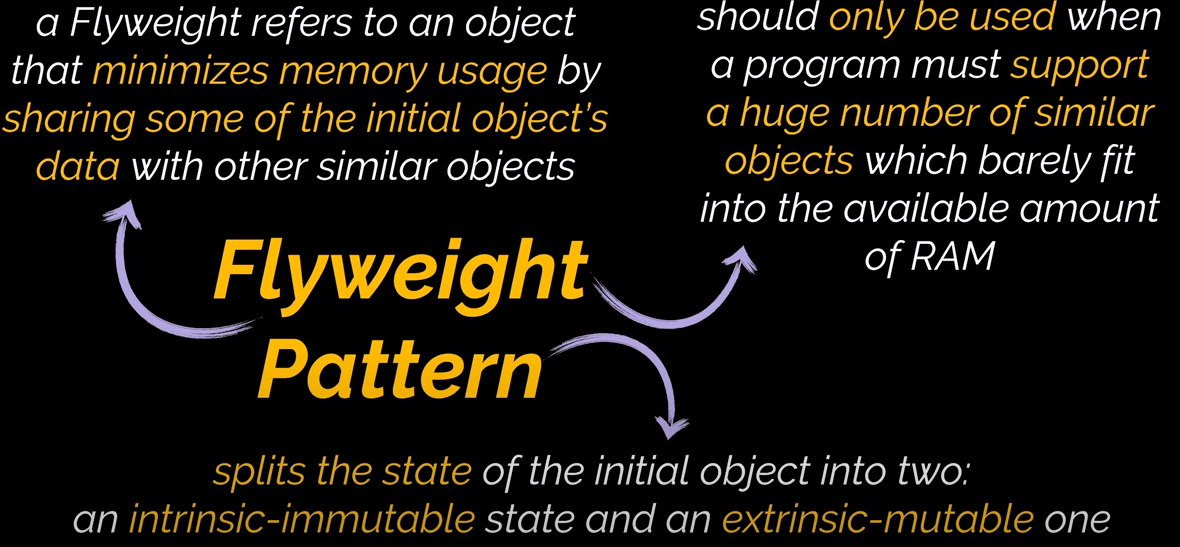 a Flyweight refers to an object
that minimizes memory usage by
sharing some of the initial object's
data with other similar objects
should only be used when
a program must support
a huge number of similar
objects which barely fit
into the available amount
of RAM
Flyweight
Pattern
splits the state of the initial object into two:
an intrinsic-immutable state and an extrinsic-mutable one